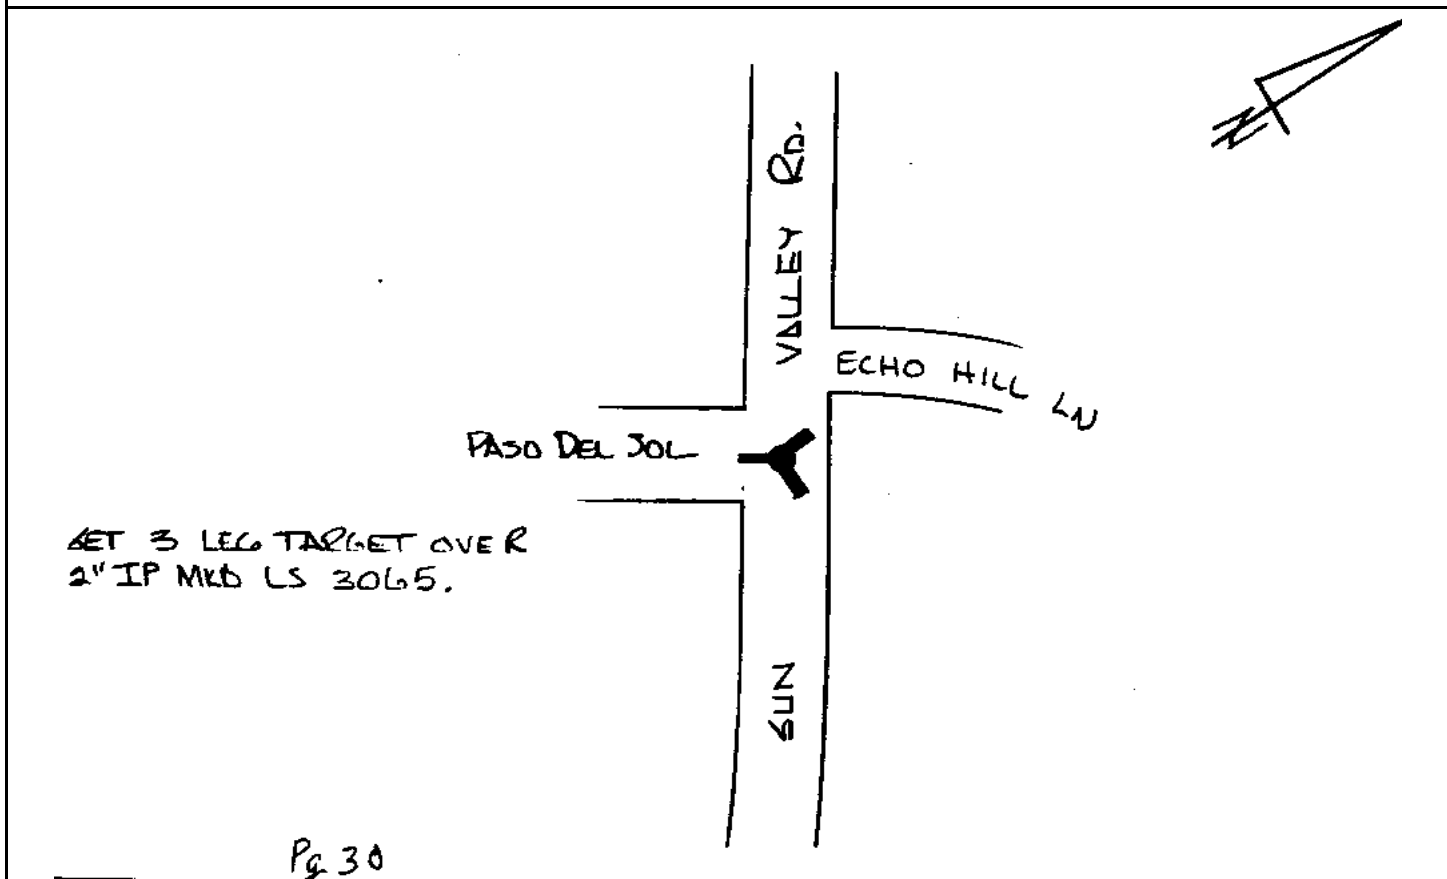 N
SUN VALLEY RD.
ECHO HILL LN
PASO DEL SOL
SET 3 LEG TARGET OVER
2" IP MKD LS 3065.
Pg 30